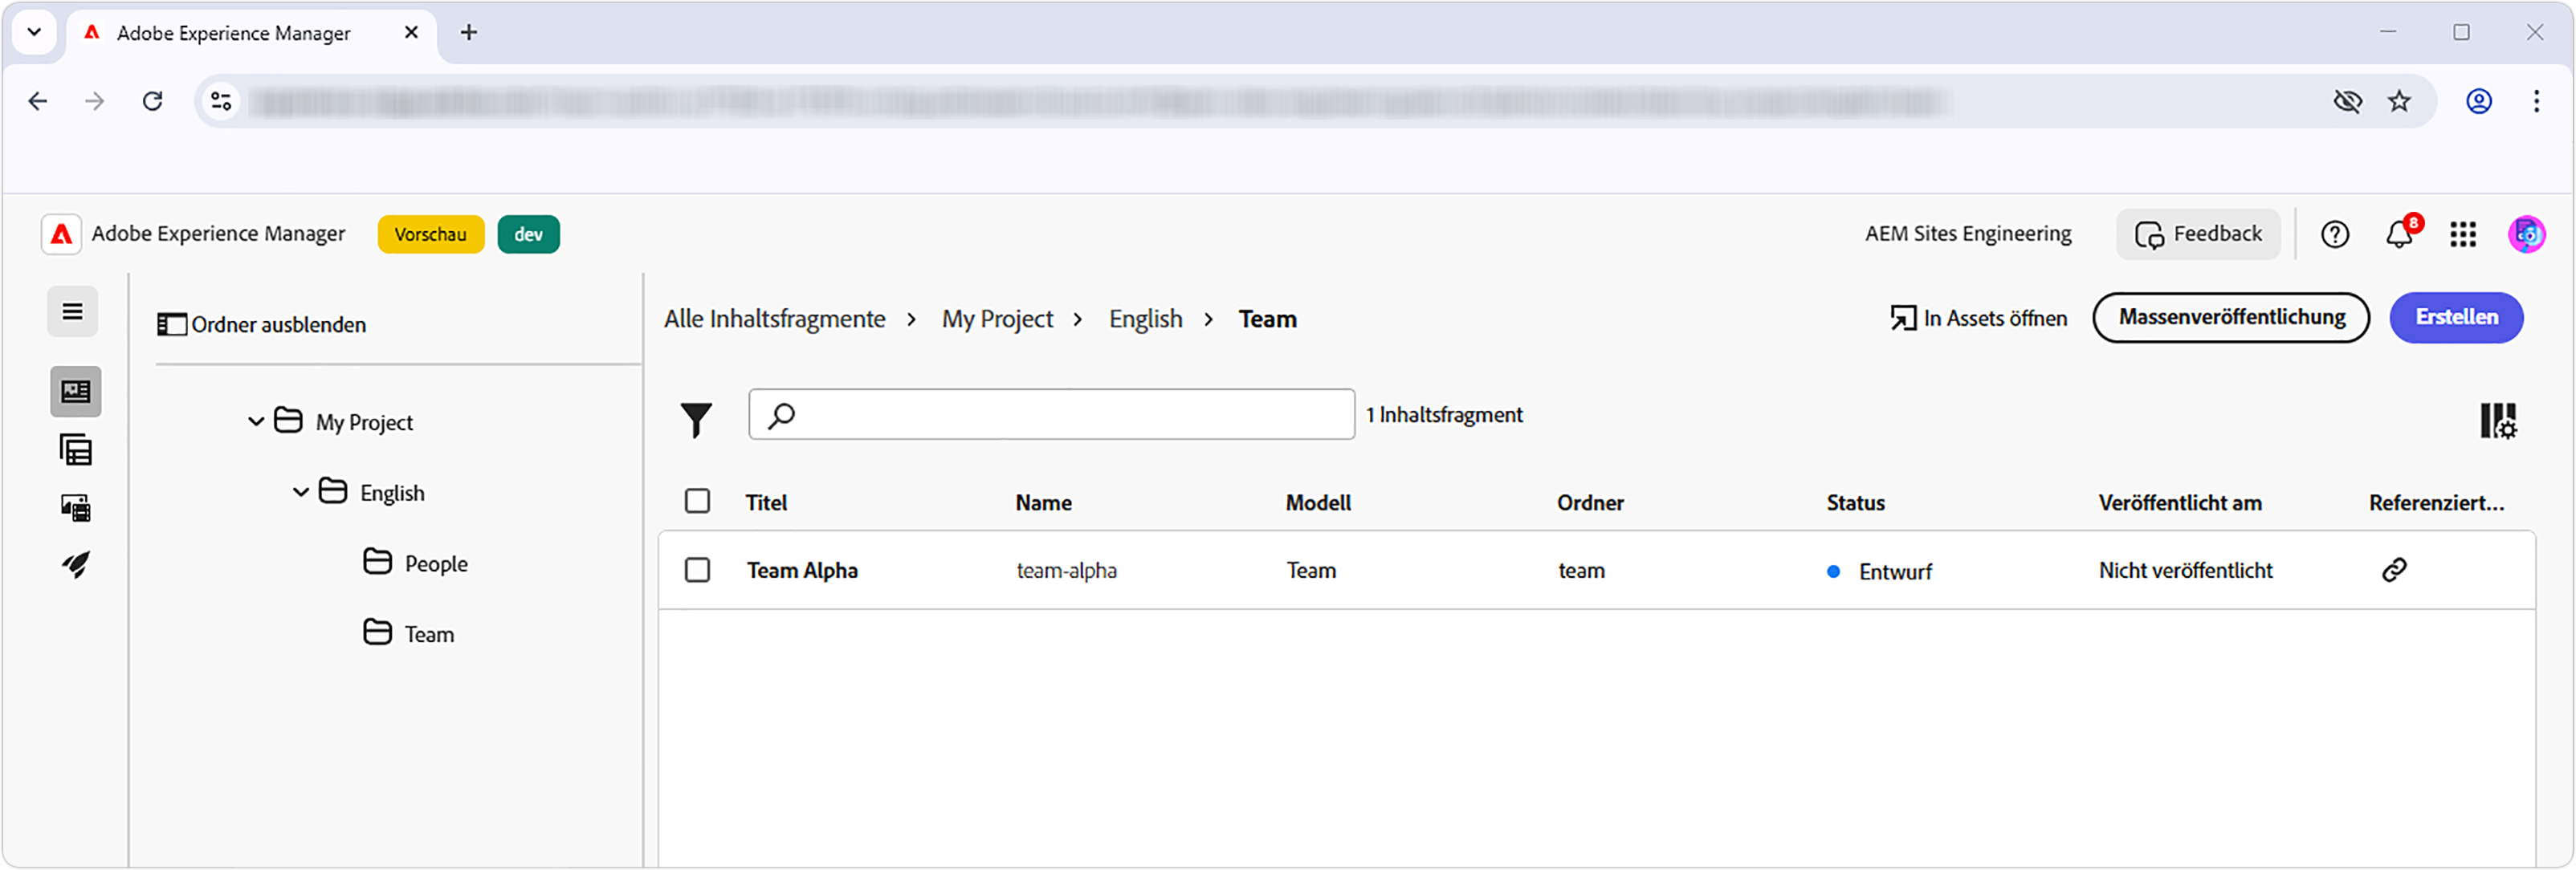 Adobe Experience Manager
Adobe Experience Manager Vorschau dev AEM Sites Engineering Feedback 8
Ordner ausblenden
My Project
English
People
Team
Alle Inhaltsfragmente > My Project > English > Team In Assets öffnen Massenveröffentlichung Erstellen
1 Inhaltsfragment
Titel Name Modell Ordner Status Veröffentlicht am Referenziert...
Team Alpha team-alpha Team team Entwurf Nicht veröffentlicht